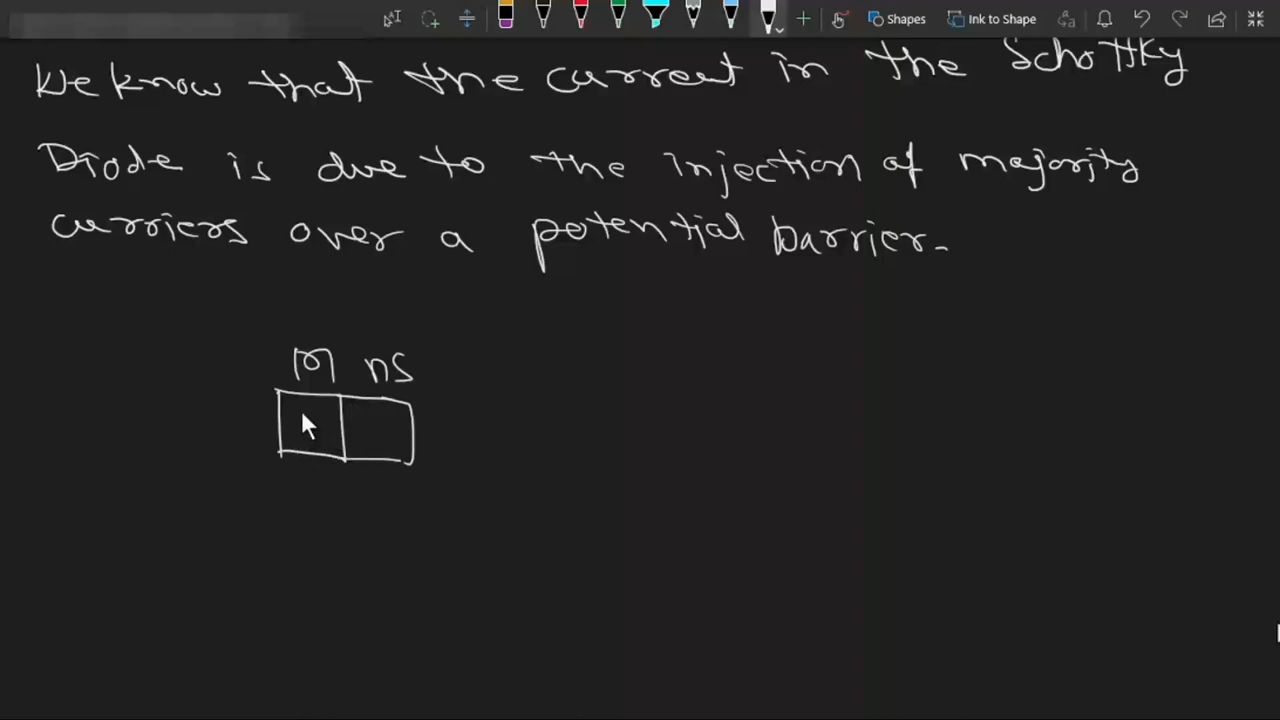 Shapes Ink to Shape
We know that the current in the Schottky
Diode is due to the injection of majority
curriers over a potential barrier.
M ns